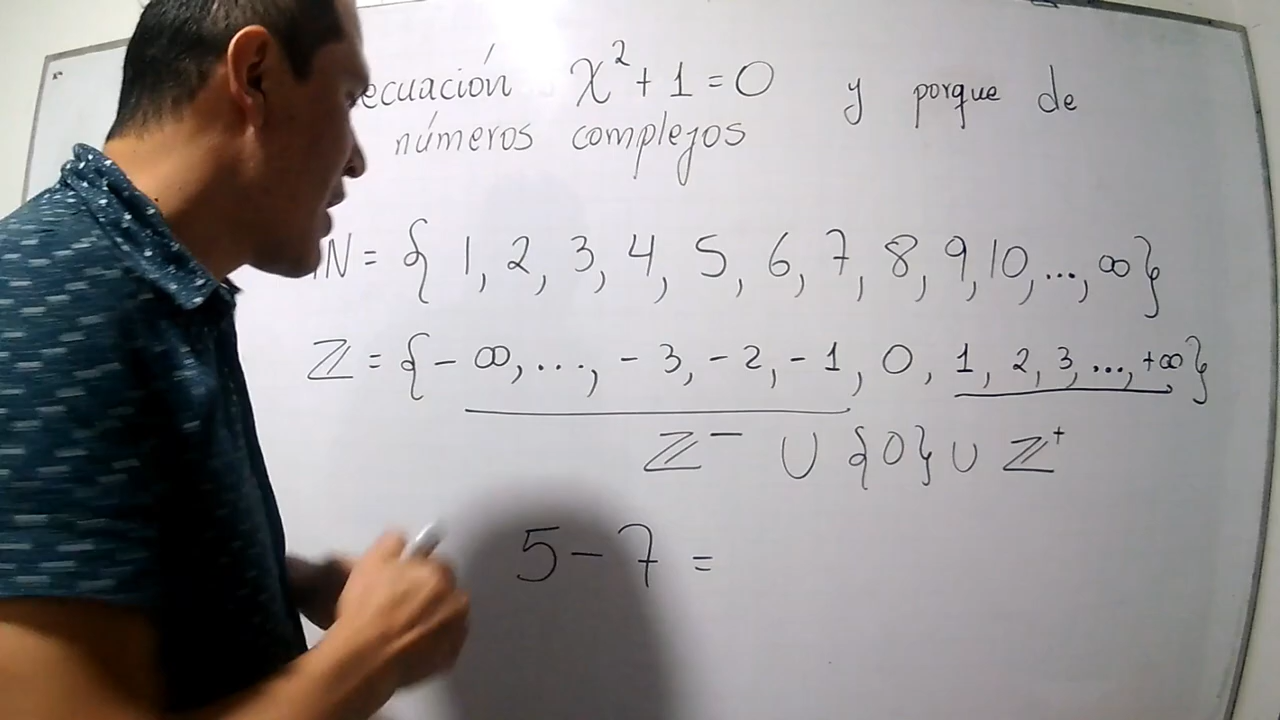 ecuación x² + 1 = 0 y porque de
números complejos
N = { 1, 2, 3, 4, 5, 6, 7, 8, 9, 10, ..., ∞ }
ℤ = { - ∞, ..., - 3, - 2, - 1, 0, 1, 2, 3, ..., +∞ }
ℤ⁻ ∪ {0} ∪ ℤ⁺
5 - 7 =